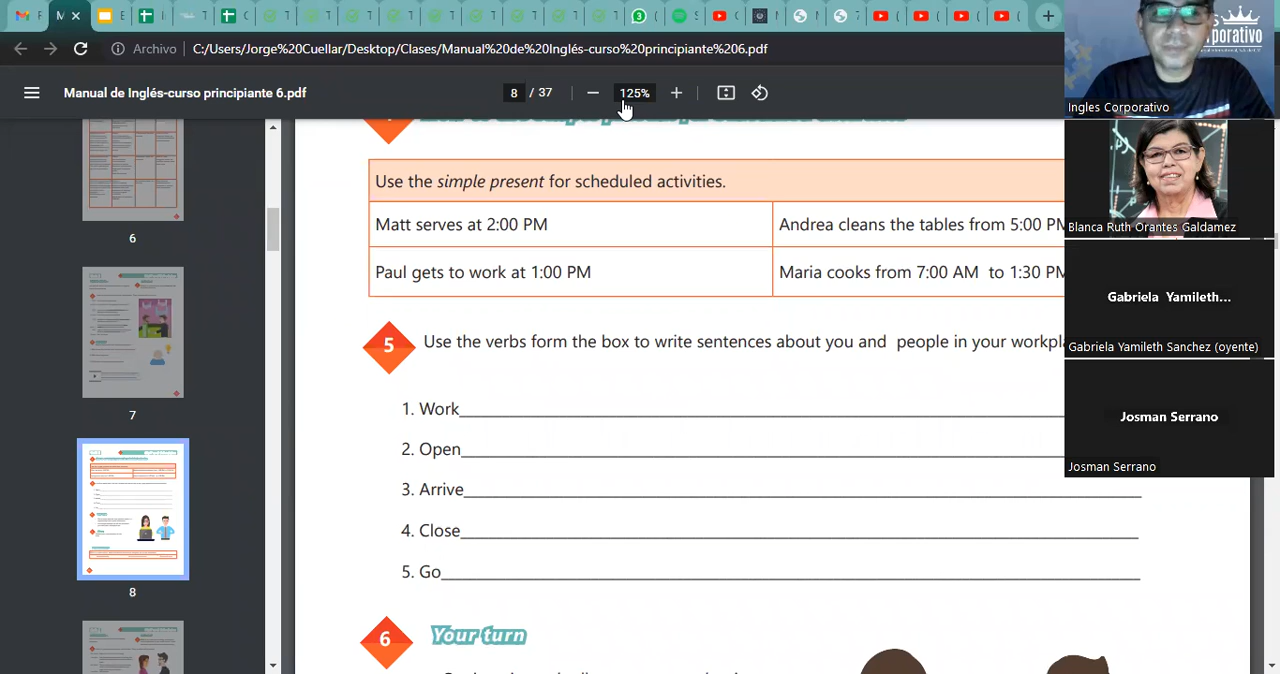 M
3
Archivo C:/Users/Jorge%20Cuellar/Desktop/Clases/Manual%20de%20Inglés-curso%20principiante%206.pdf
Manual de Inglés-curso principiante 6.pdf
8 / 37
125%
porativo
Ingles Corporativo
Blanca Ruth Orantes Galdamez
Gabriela Yamileth...
Gabriela Yamileth Sanchez (oyente)
Josman Serrano
Josman Serrano
6
7
8
Use the simple present for scheduled activities.
Matt serves at 2:00 PM
Andrea cleans the tables from 5:00 PM
Paul gets to work at 1:00 PM
Maria cooks from 7:00 AM to 1:30 PM
5 Use the verbs form the box to write sentences about you and people in your workpla
1. Work
2. Open
3. Arrive
4. Close
5. Go
6 Your turn